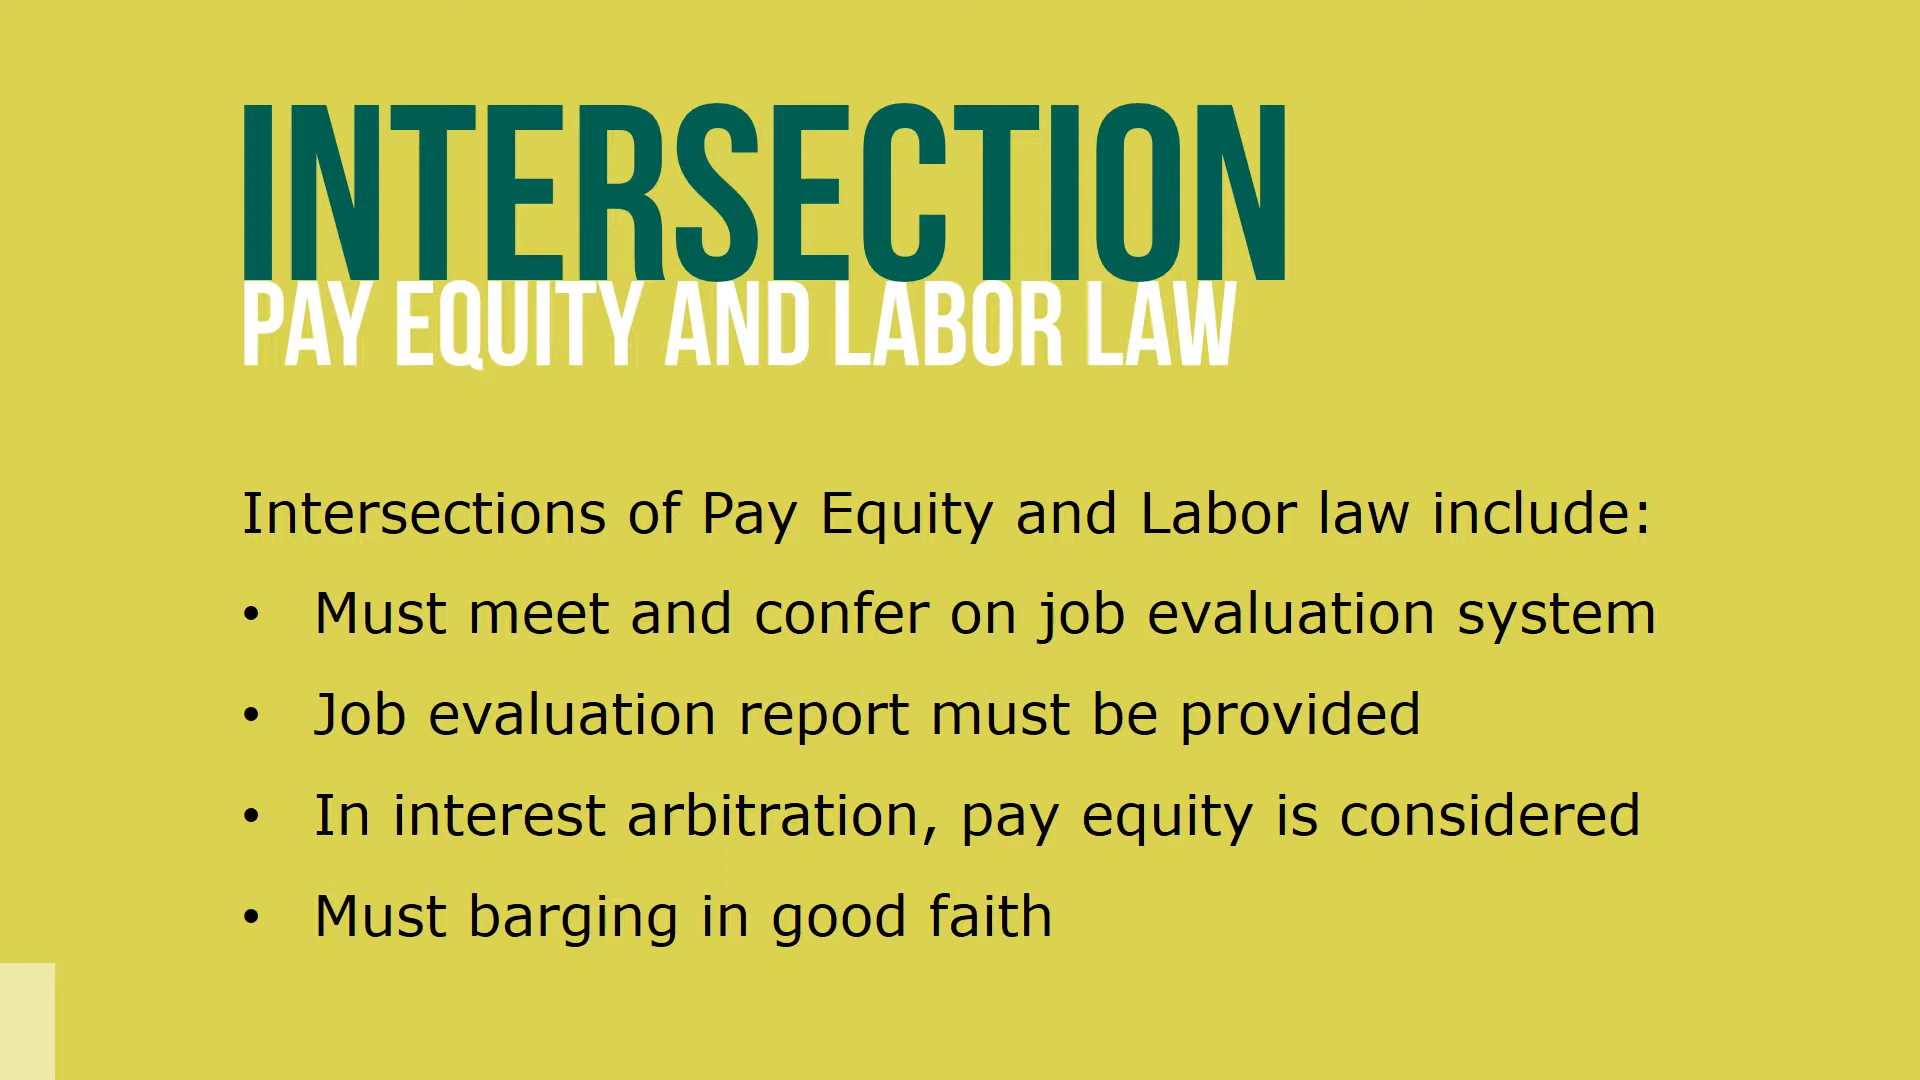 INTERSECTION
PAY EQUITY AND LABOR LAW
Intersections of Pay Equity and Labor law include:
• Must meet and confer on job evaluation system
• Job evaluation report must be provided
• In interest arbitration, pay equity is considered
• Must barging in good faith